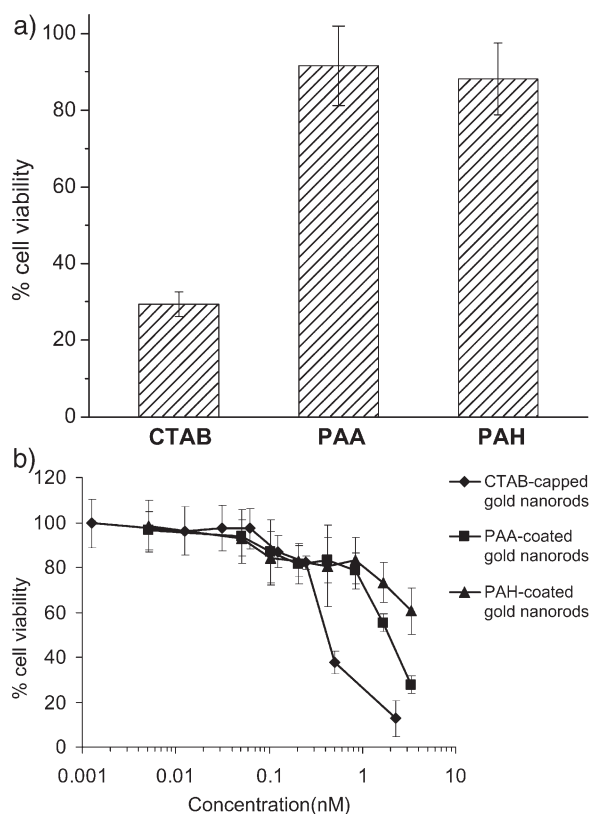 a)
100
80
60
40
20
0
% cell viability
CTAB PAA PAH
b)
120
100
80
60
40
20
0
% cell viability
0.001 0.01 0.1 1 10
Concentration(nM)
CTAB-capped
gold nanorods
PAA-coated
gold nanorods
PAH-coated
gold nanorods